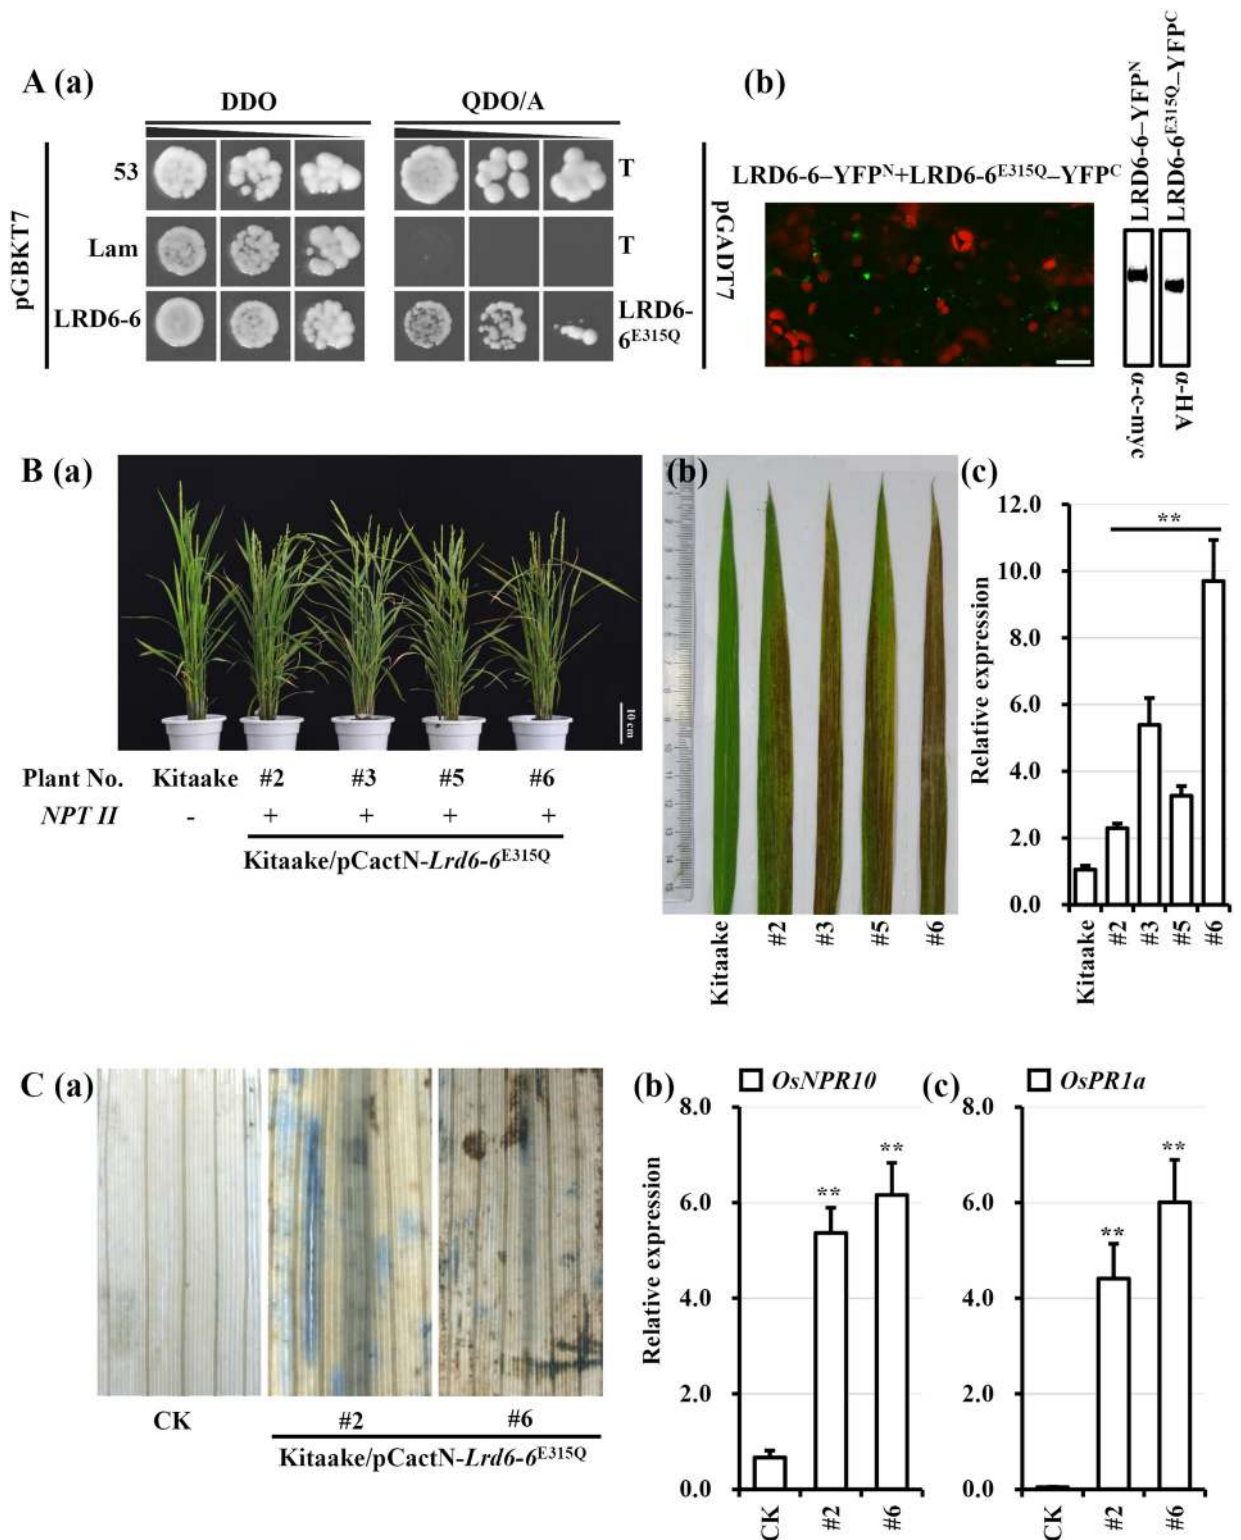 A (a)
DDO
QDO/A
pGBKT7
53
T
Lam
T
LRD6-6
LRD6-
6E315Q
pGADT7
(b)
LRD6-6–YFPN+LRD6-6E315Q–YFPC
LRD6-6–YFPN
LRD6-6E315Q–YFPC
α-c-myc
α-HA
B (a)
10 cm
Plant No. Kitaake #2 #3 #5 #6
NPT II - + + + +
Kitaake/pCactN-Lrd6-6E315Q
(b)
Kitaake #2 #3 #5 #6
(c)
Relative expression
12.0
10.0
8.0
6.0
4.0
2.0
0.0
**
Kitaake #2 #3 #5 #6
C (a)
CK #2 #6
Kitaake/pCactN-Lrd6-6E315Q
(b)
OsNPR10
Relative expression
8.0
6.0
4.0
2.0
0.0
**
**
CK #2 #6
(c)
OsPR1a
8.0
6.0
4.0
2.0
0.0
**
**
CK #2 #6